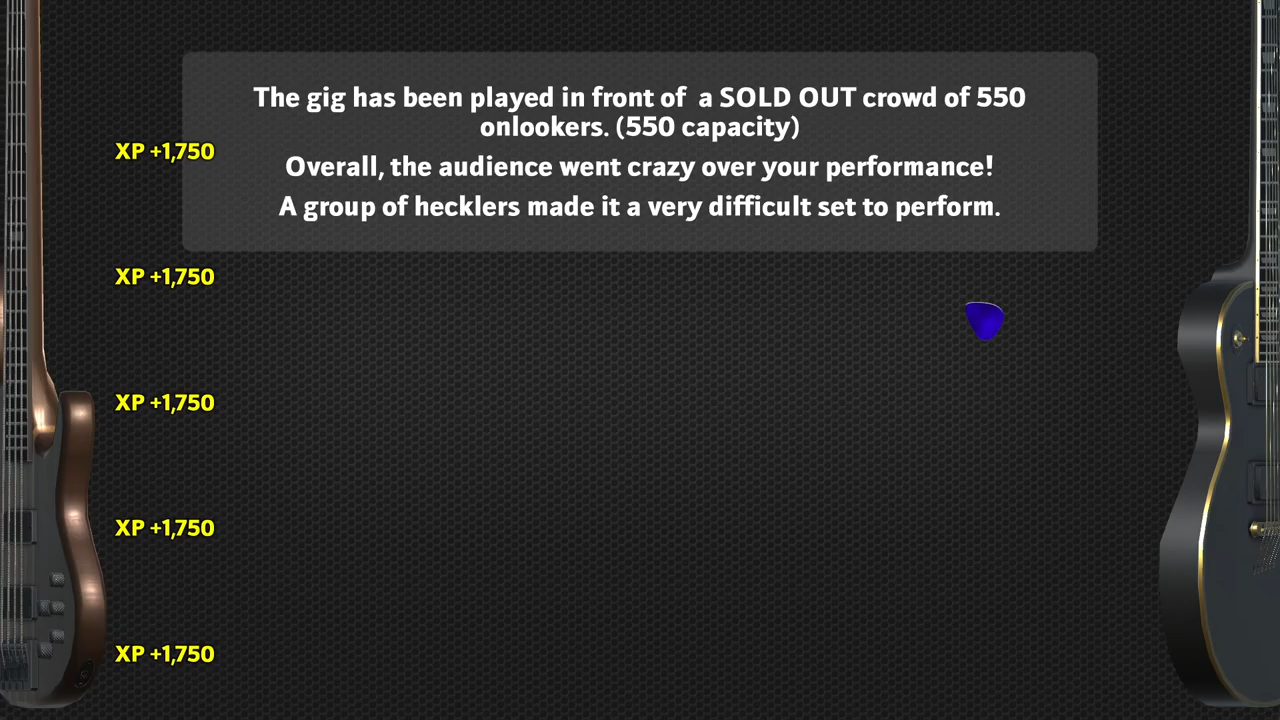 The gig has been played in front of  a SOLD OUT crowd of 550
onlookers. (550 capacity)
XP +1,750
Overall, the audience went crazy over your performance!
A group of hecklers made it a very difficult set to perform.
XP +1,750
XP +1,750
XP +1,750
XP +1,750